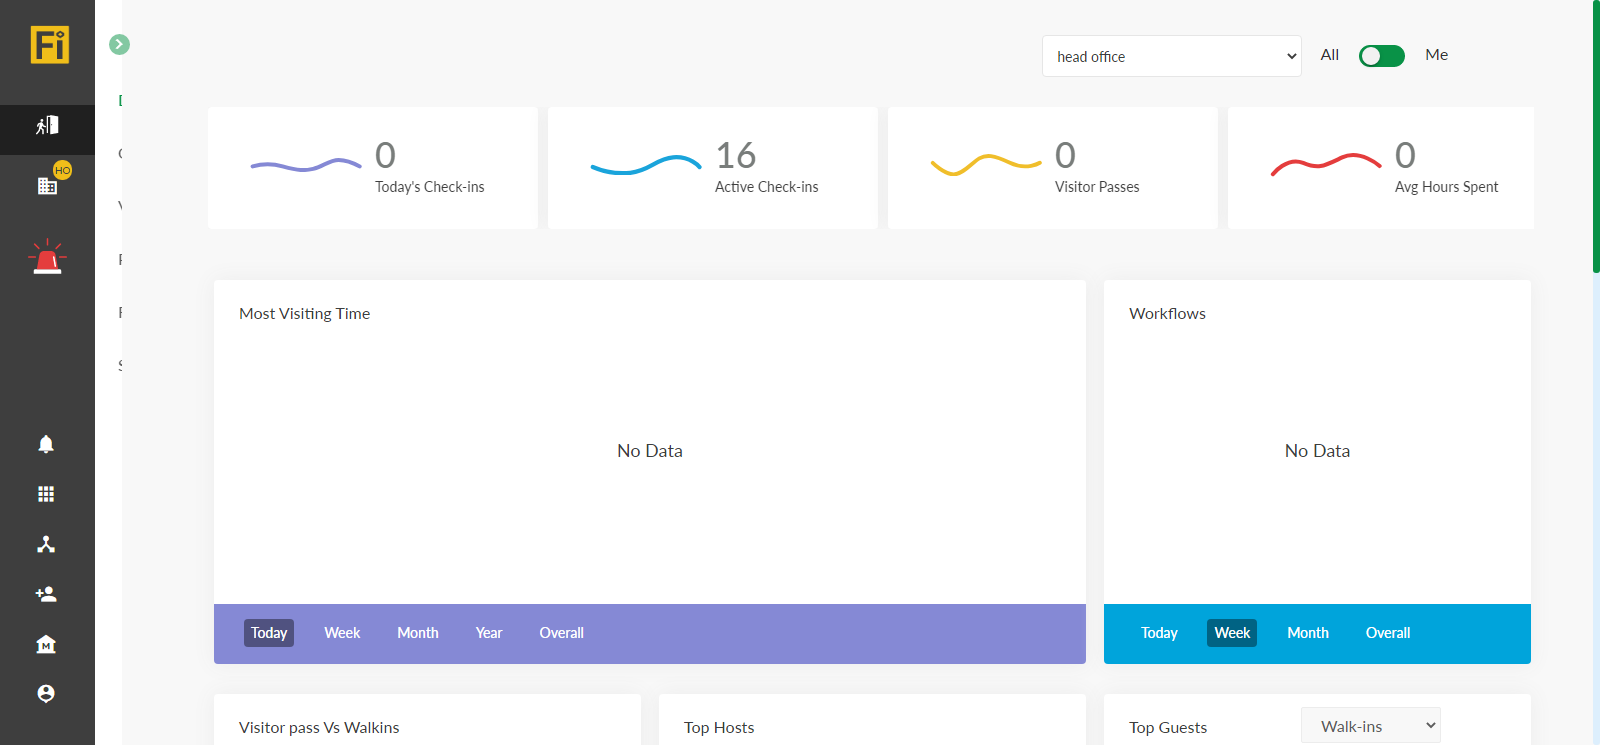 Fi
head office
All
Me
HO
0
Today's Check-ins
16
Active Check-ins
0
Visitor Passes
0
Avg Hours Spent
Most Visiting Time
No Data
Today Week Month Year Overall
Workflows
No Data
Today Week Month Overall
M
Visitor pass Vs Walkins
Top Hosts
Top Guests
Walk-ins